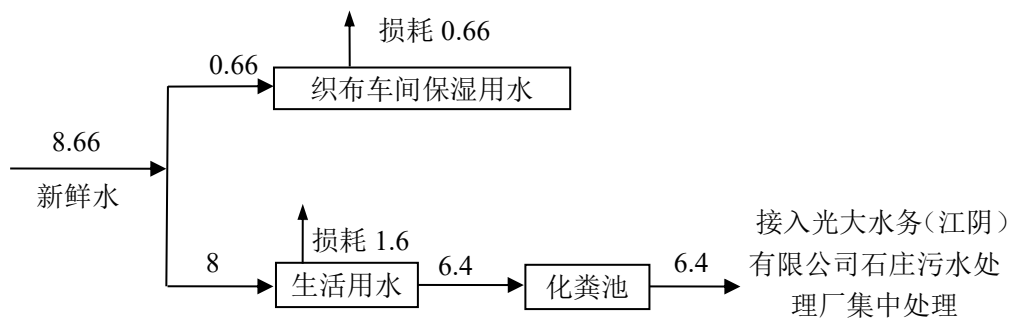 损耗 0.66
0.66
织布车间保湿用水
8.66
新鲜水
接入光大水务（江阴）
有限公司石庄污水处
理厂集中处理
损耗 1.6
8
生活用水
6.4
化粪池
6.4